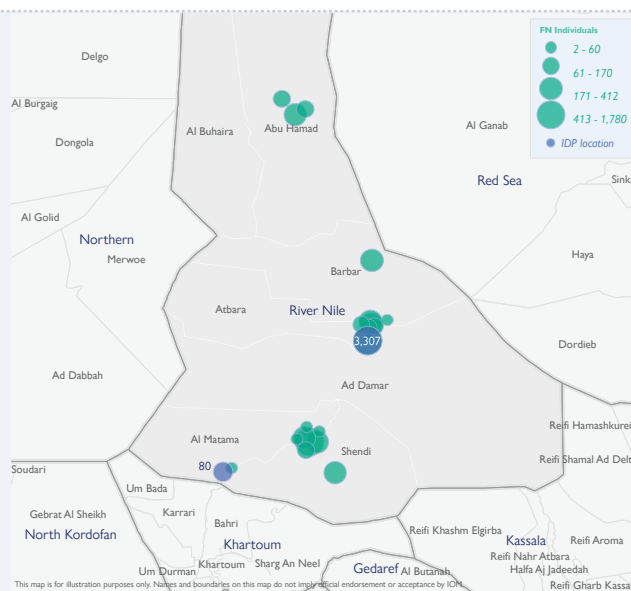 FN Individuals
2 - 60
61 - 170
171 - 412
413 - 1,780
IDP location
Delgo
Al Burgaig
Dongola
Al Buhaira
Abu Hamad
Al Ganab
Red Sea
Sink
Al Golid
Northern
Merwoe
Haya
Barbar
Atbara
River Nile
3,307
Dordieb
Ad Dabbah
Ad Damar
Al Matama
Shendi
Reifi Hamashkurei
Reifi Shamal Ad Delt
80
Soudari
Um Bada
Karrari
Gebrat Al Sheikh
North Kordofan
Bahri
Khartoum
Reifi Khashm Elgirba
Kassala
Reifi Aroma
Reifi Nahr Atbara
Halfa Aj Jadeedah
Um Durman
Khartoum
Sharg An Neel
Gedaref
Al Butanah
Reifi Gharb Kassa
This map is for illustration purposes only. Names and boundaries on this map do not imply official endorsement or acceptance by IOM.